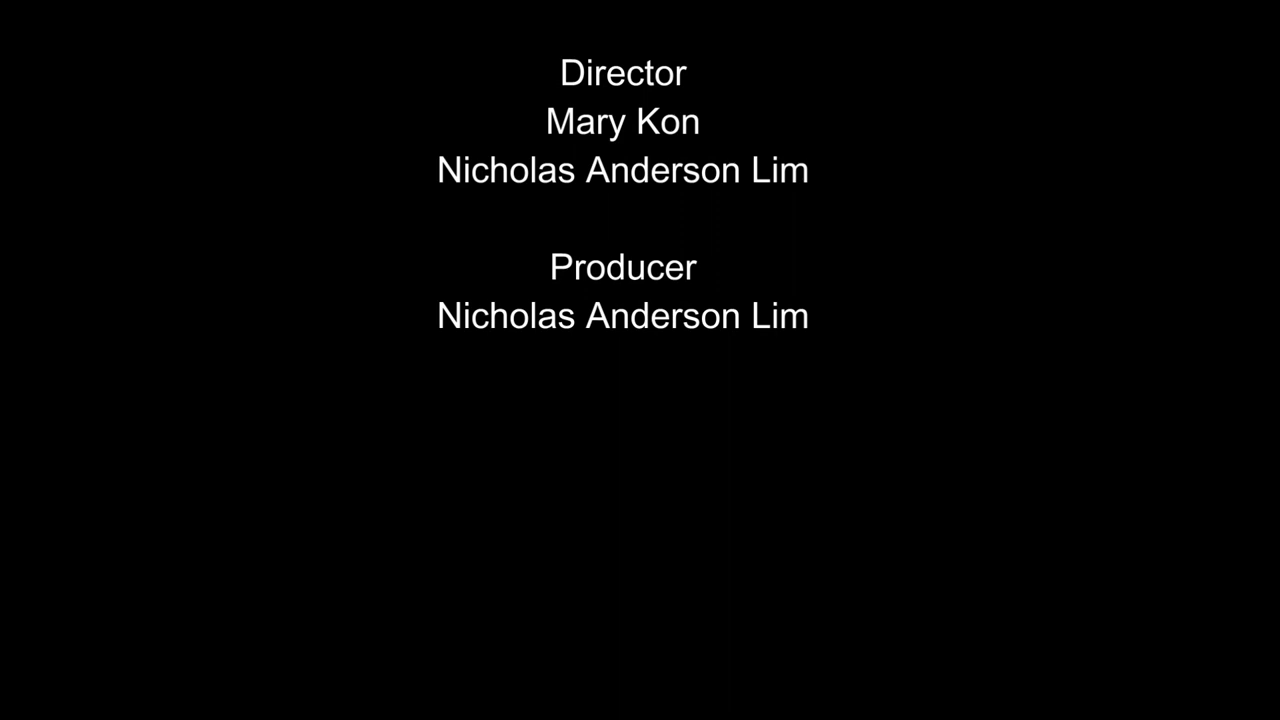 Director
Mary Kon
Nicholas Anderson Lim
Producer
Nicholas Anderson Lim